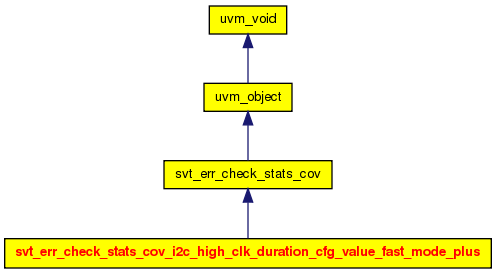 uvm_void
uvm_object
svt_err_check_stats_cov
svt_err_check_stats_cov_i2c_high_clk_duration_cfg_value_fast_mode_plus